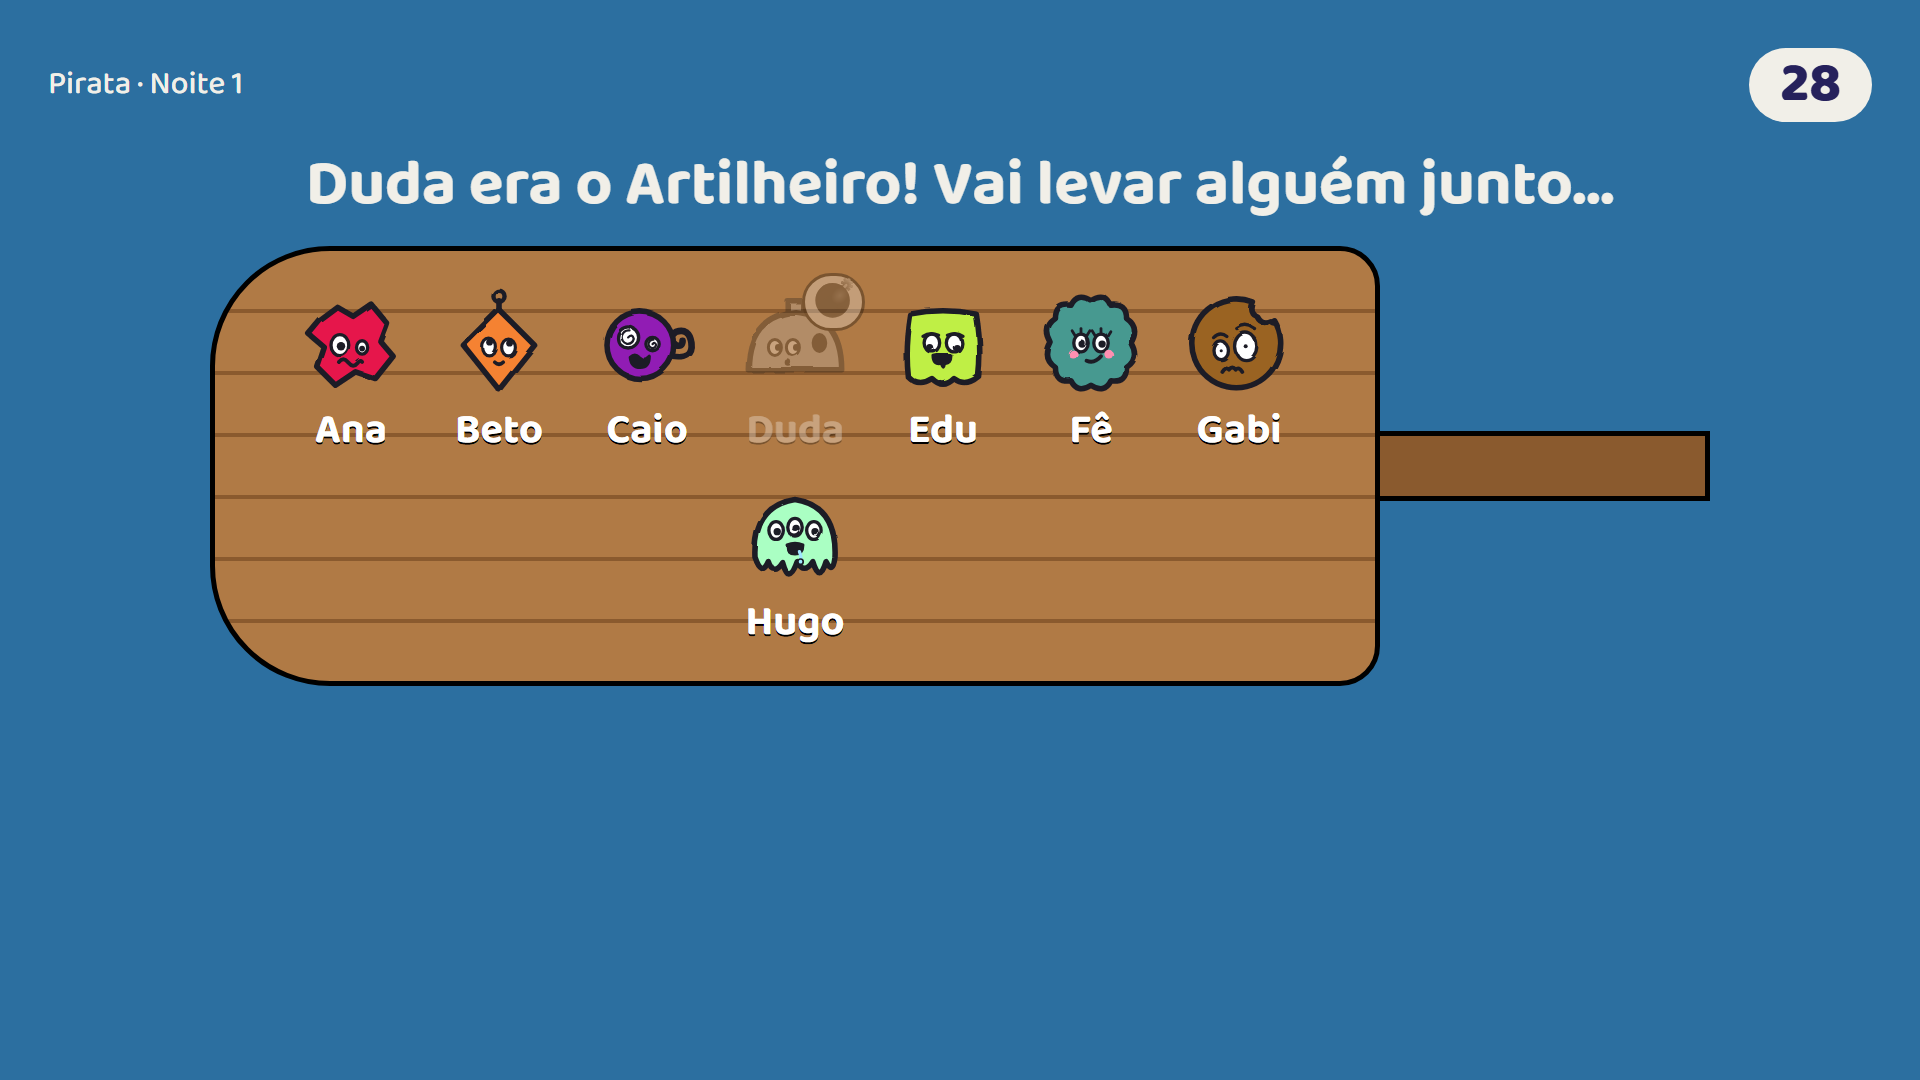 Pirata · Noite 1
28
Duda era o Artilheiro! Vai levar alguém junto...
Ana
Beto
Caio
Duda
Edu
Fê
Gabi
Hugo